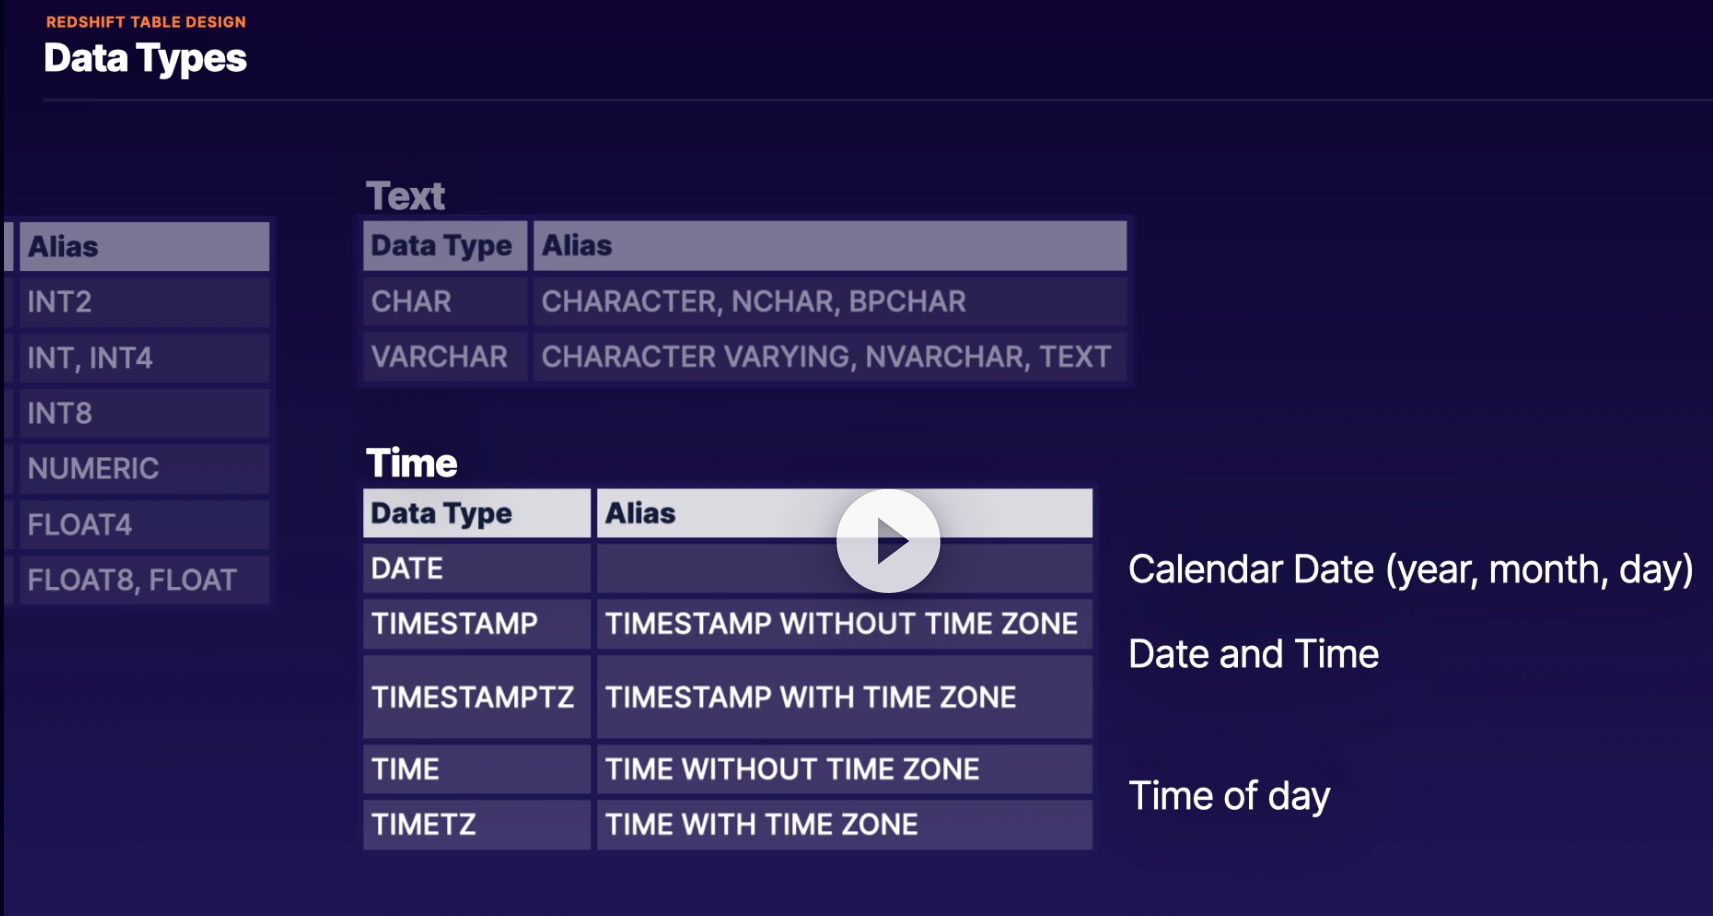 REDSHIFT TABLE DESIGN
Data Types
Alias
INT2
INT, INT4
INT8
NUMERIC
FLOAT4
FLOAT8, FLOAT
Text
Data Type Alias
CHAR CHARACTER, NCHAR, BPCHAR
VARCHAR CHARACTER VARYING, NVARCHAR, TEXT
Time
Data Type Alias
DATE Calendar Date (year, month, day)
TIMESTAMP TIMESTAMP WITHOUT TIME ZONE
Date and Time
TIMESTAMPTZ TIMESTAMP WITH TIME ZONE
TIME TIME WITHOUT TIME ZONE
Time of day
TIMETZ TIME WITH TIME ZONE